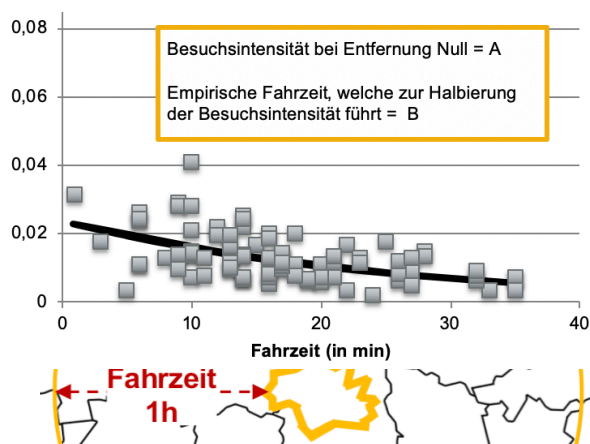 0,08
Besuchsintensität bei Entfernung Null = A
Empirische Fahrzeit, welche zur Halbierung
der Besuchsintensität führt = B
0,06
0,04
0,02
0
0 10 20 30 40
Fahrzeit (in min)
Fahrzeit
1h